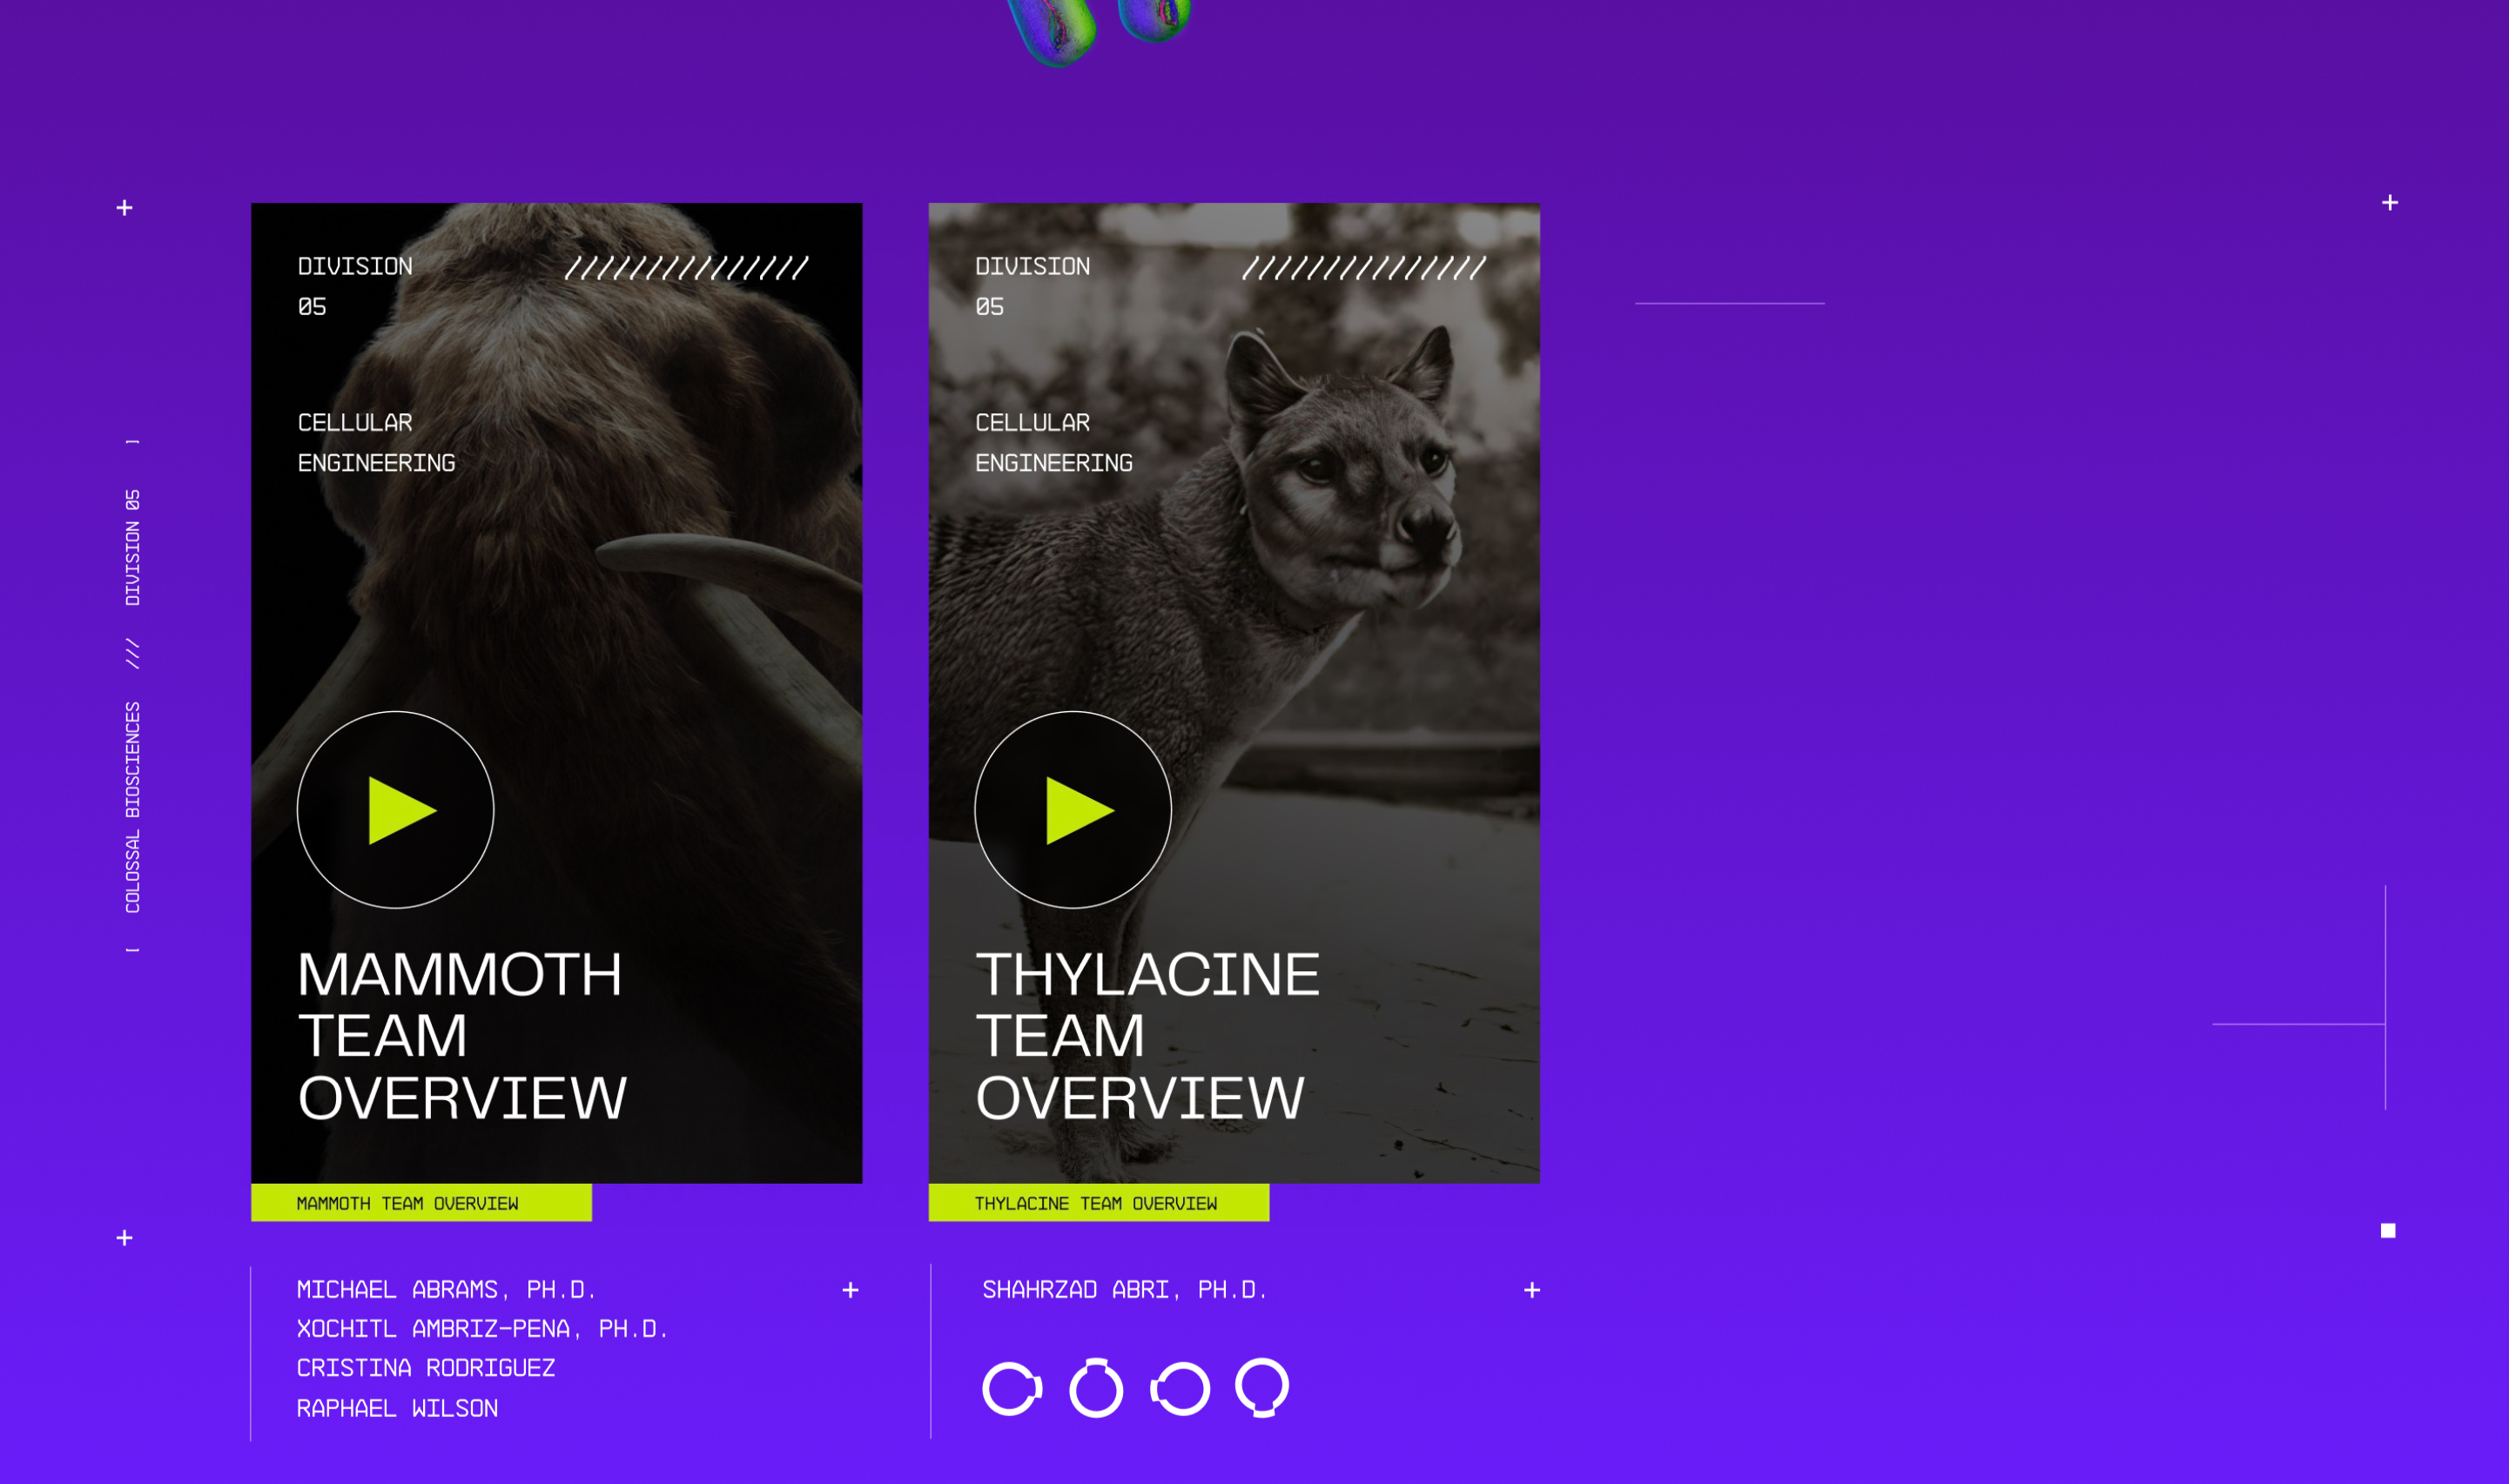 [ COLOSSAL BIOSCIENCES /// DIVISION 05 ]
DIVISION
05
///////////////
CELLULAR
ENGINEERING
MAMMOTH
TEAM
OVERVIEW
MAMMOTH TEAM OVERVIEW
MICHAEL ABRAMS, PH.D.
XOCHITL AMBRIZ-PENA, PH.D.
CRISTINA RODRIGUEZ
RAPHAEL WILSON
DIVISION
05
///////////////
CELLULAR
ENGINEERING
THYLACINE
TEAM
OVERVIEW
THYLACINE TEAM OVERVIEW
SHAHRZAD ABRI, PH.D.